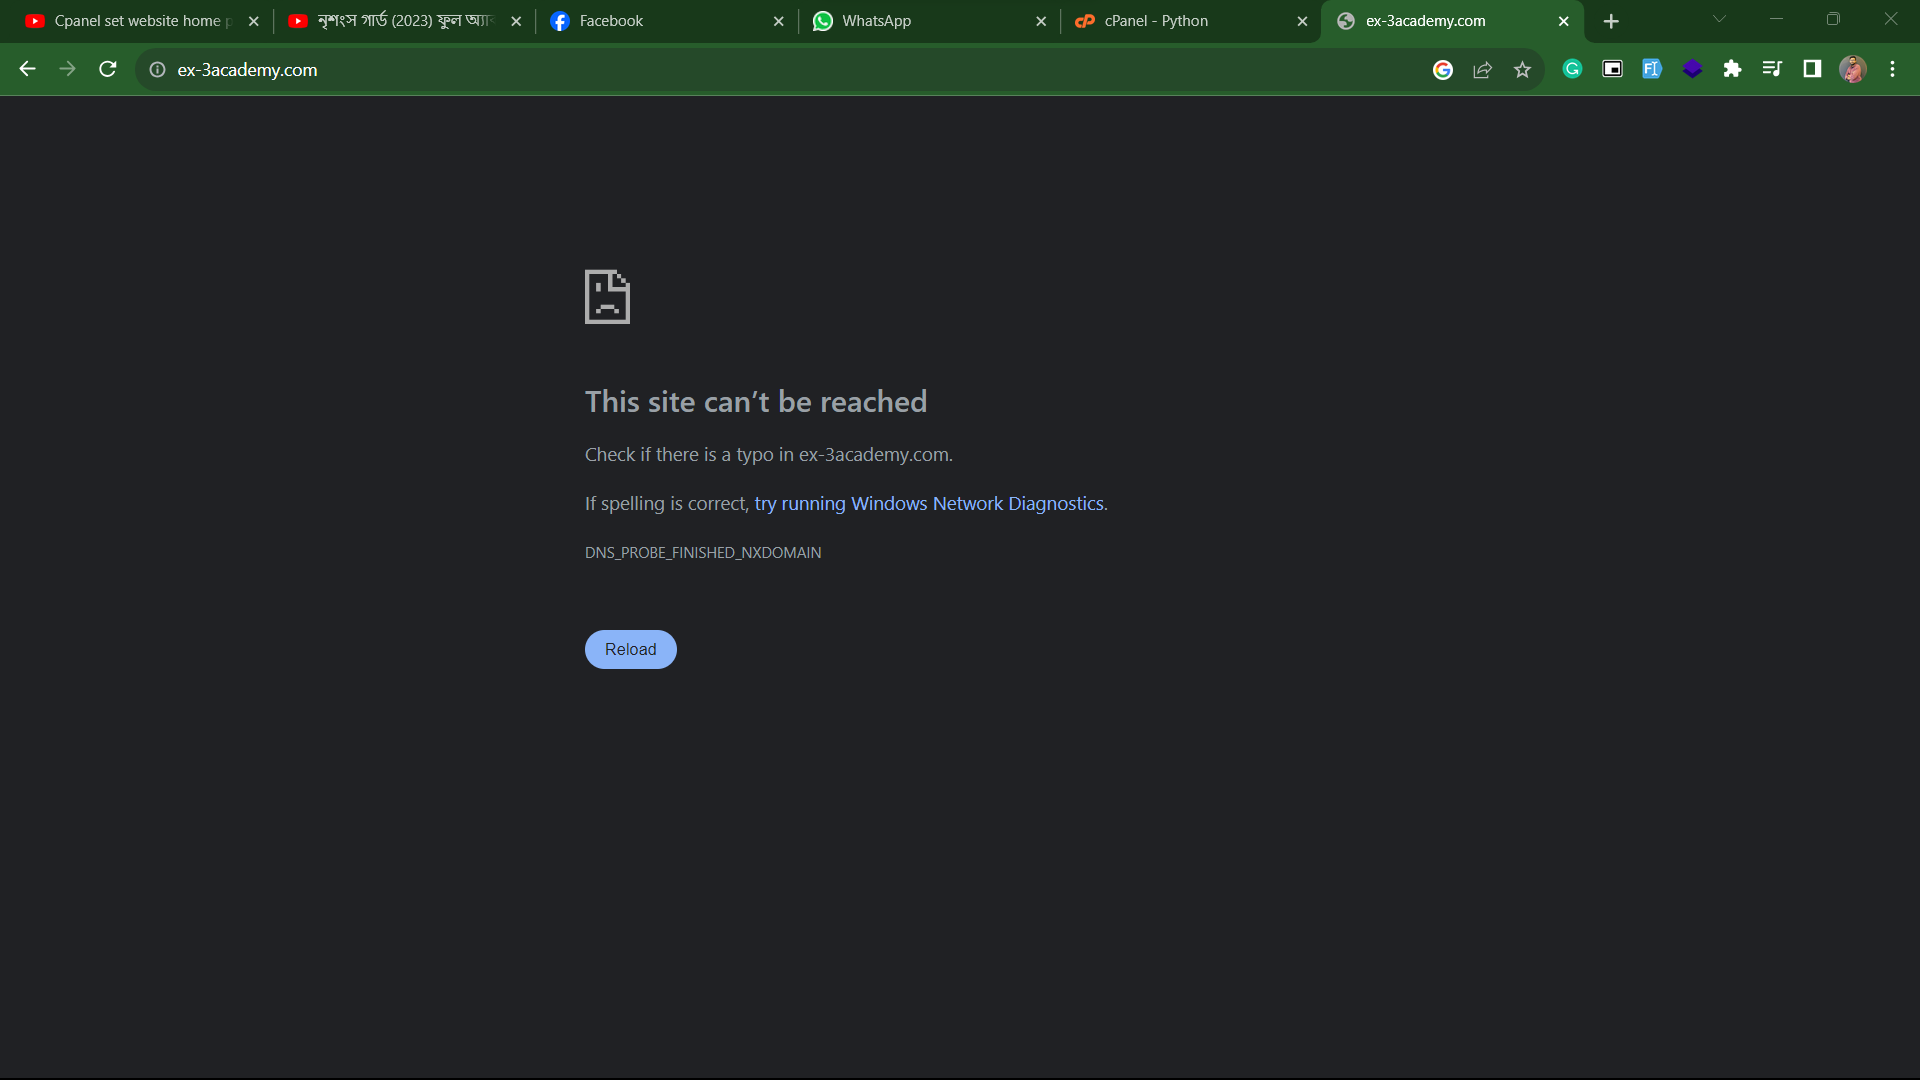 Cpanel set website home
নৃশংস গার্ড (2023) ফুল
Facebook
WhatsApp
cPanel - Python
ex-3academy.com
ex-3academy.com
This site can’t be reached
Check if there is a typo in ex-3academy.com.
If spelling is correct, try running Windows Network Diagnostics.
DNS_PROBE_FINISHED_NXDOMAIN
Reload